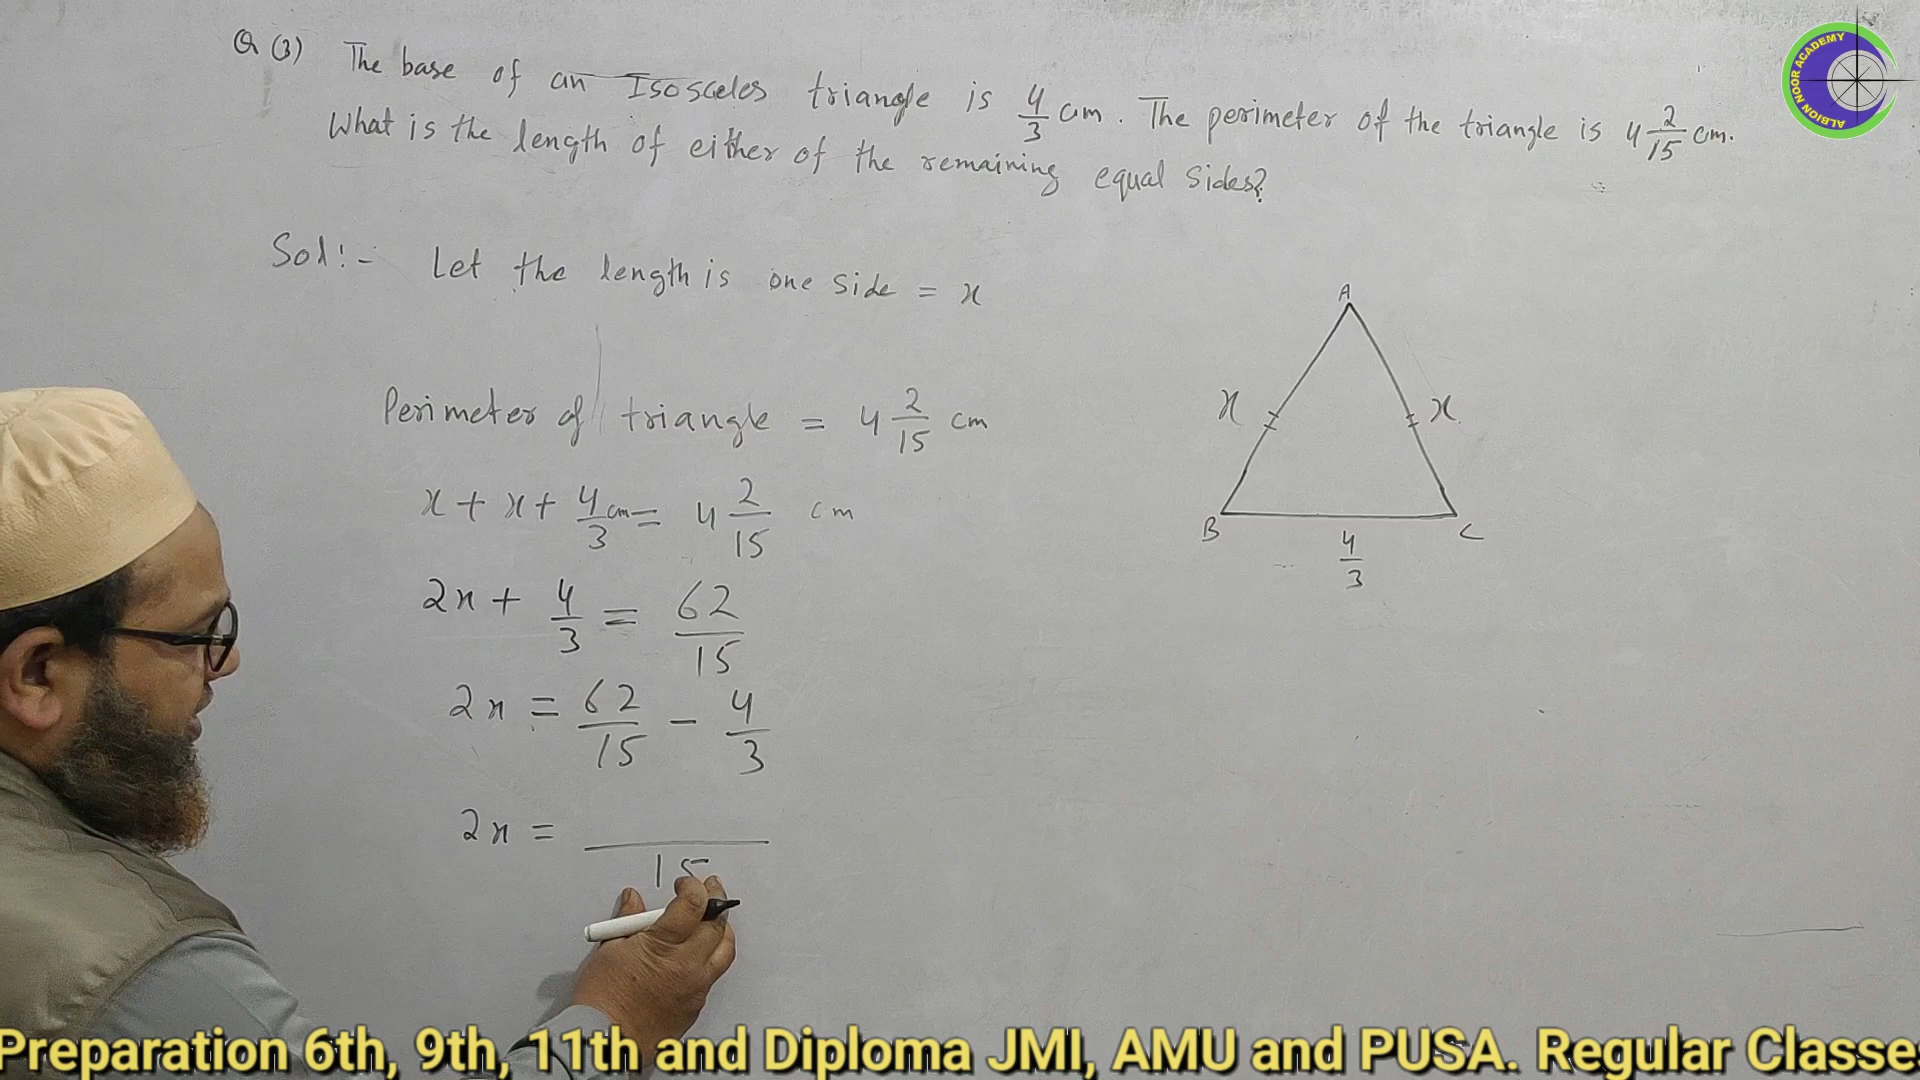 Q (3) The base of an Isosceles triangle is 4/3 cm. The perimeter of the triangle is 4 2/15 cm.
What is the length of either of the remaining equal sides?
Sol:- Let the length is one side = x
Perimeter of triangle = 4 2/15 cm
x + x + 4/3 cm = 4 2/15 cm
2x + 4/3 = 62/15
2x = 62/15 - 4/3
2x = /15
A
x x
B C
4/3
ALBION NOOR ACADEMY
Preparation 6th, 9th, 11th and Diploma JMI, AMU and PUSA. Regular Classes